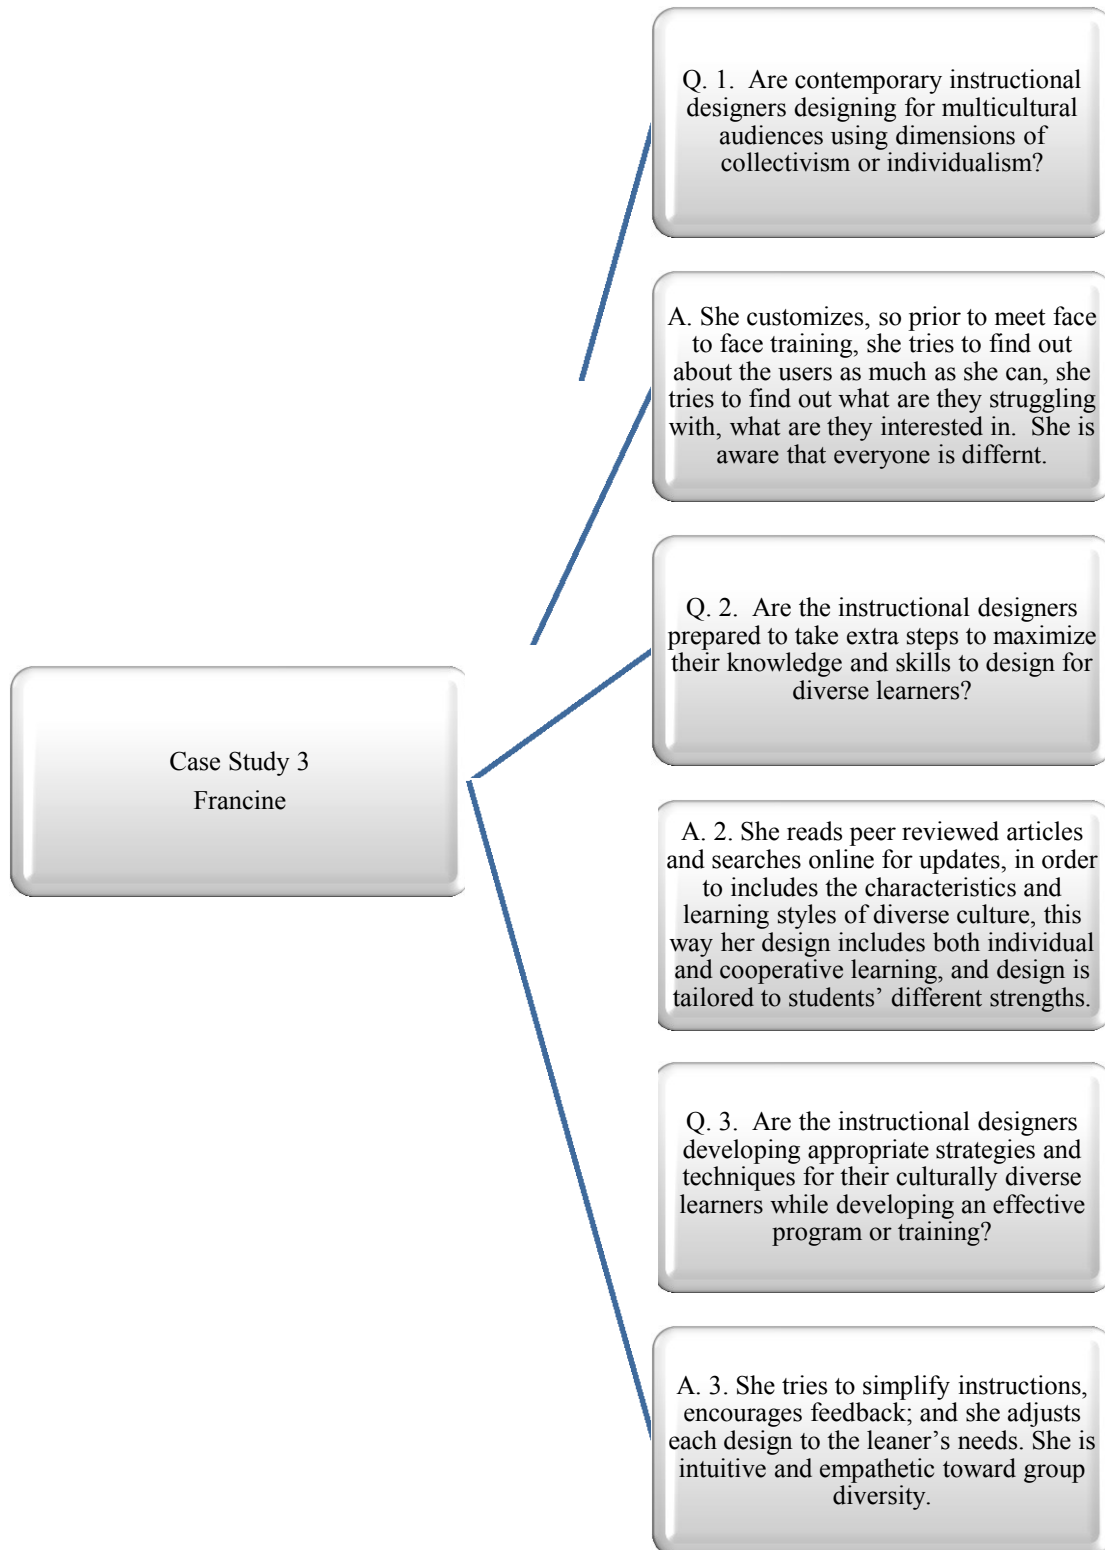 Q. 1.  Are contemporary instructional
designers designing for multicultural
audiences using dimensions of
collectivism or individualism?
A. She customizes, so prior to meet face
to face training, she tries to find out
about the users as much as she can, she
tries to find out what are they struggling
with, what are they interested in.  She is
aware that everyone is differnt.
Q. 2.  Are the instructional designers
prepared to take extra steps to maximize
their knowledge and skills to design for
diverse learners?
Case Study 3
Francine
A. 2. She reads peer reviewed articles
and searches online for updates, in order
to includes the characteristics and
learning styles of diverse culture, this
way her design includes both individual
and cooperative learning, and design is
tailored to students’ different strengths.
Q. 3.  Are the instructional designers
developing appropriate strategies and
techniques for their culturally diverse
learners while developing an effective
program or training?
A. 3. She tries to simplify instructions,
encourages feedback; and she adjusts
each design to the leaner’s needs. She is
intuitive and empathetic toward group
diversity.